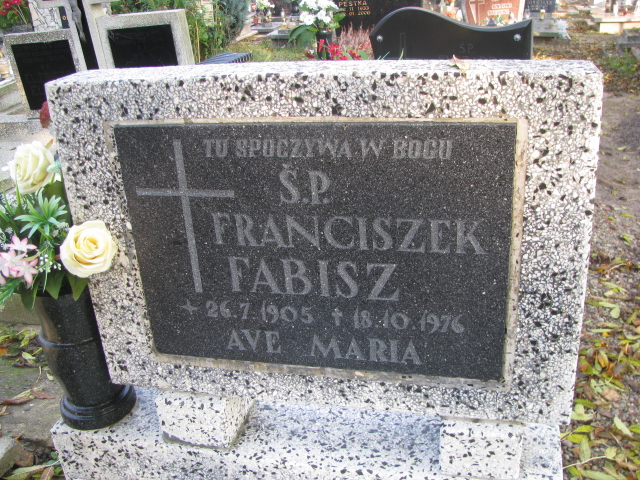 TU SPOCZYWA W BOGU
Ś.P.
FRANCISZEK
FABISZ
+ 26.7.1905 † 18.10.1976
AVE MARIA